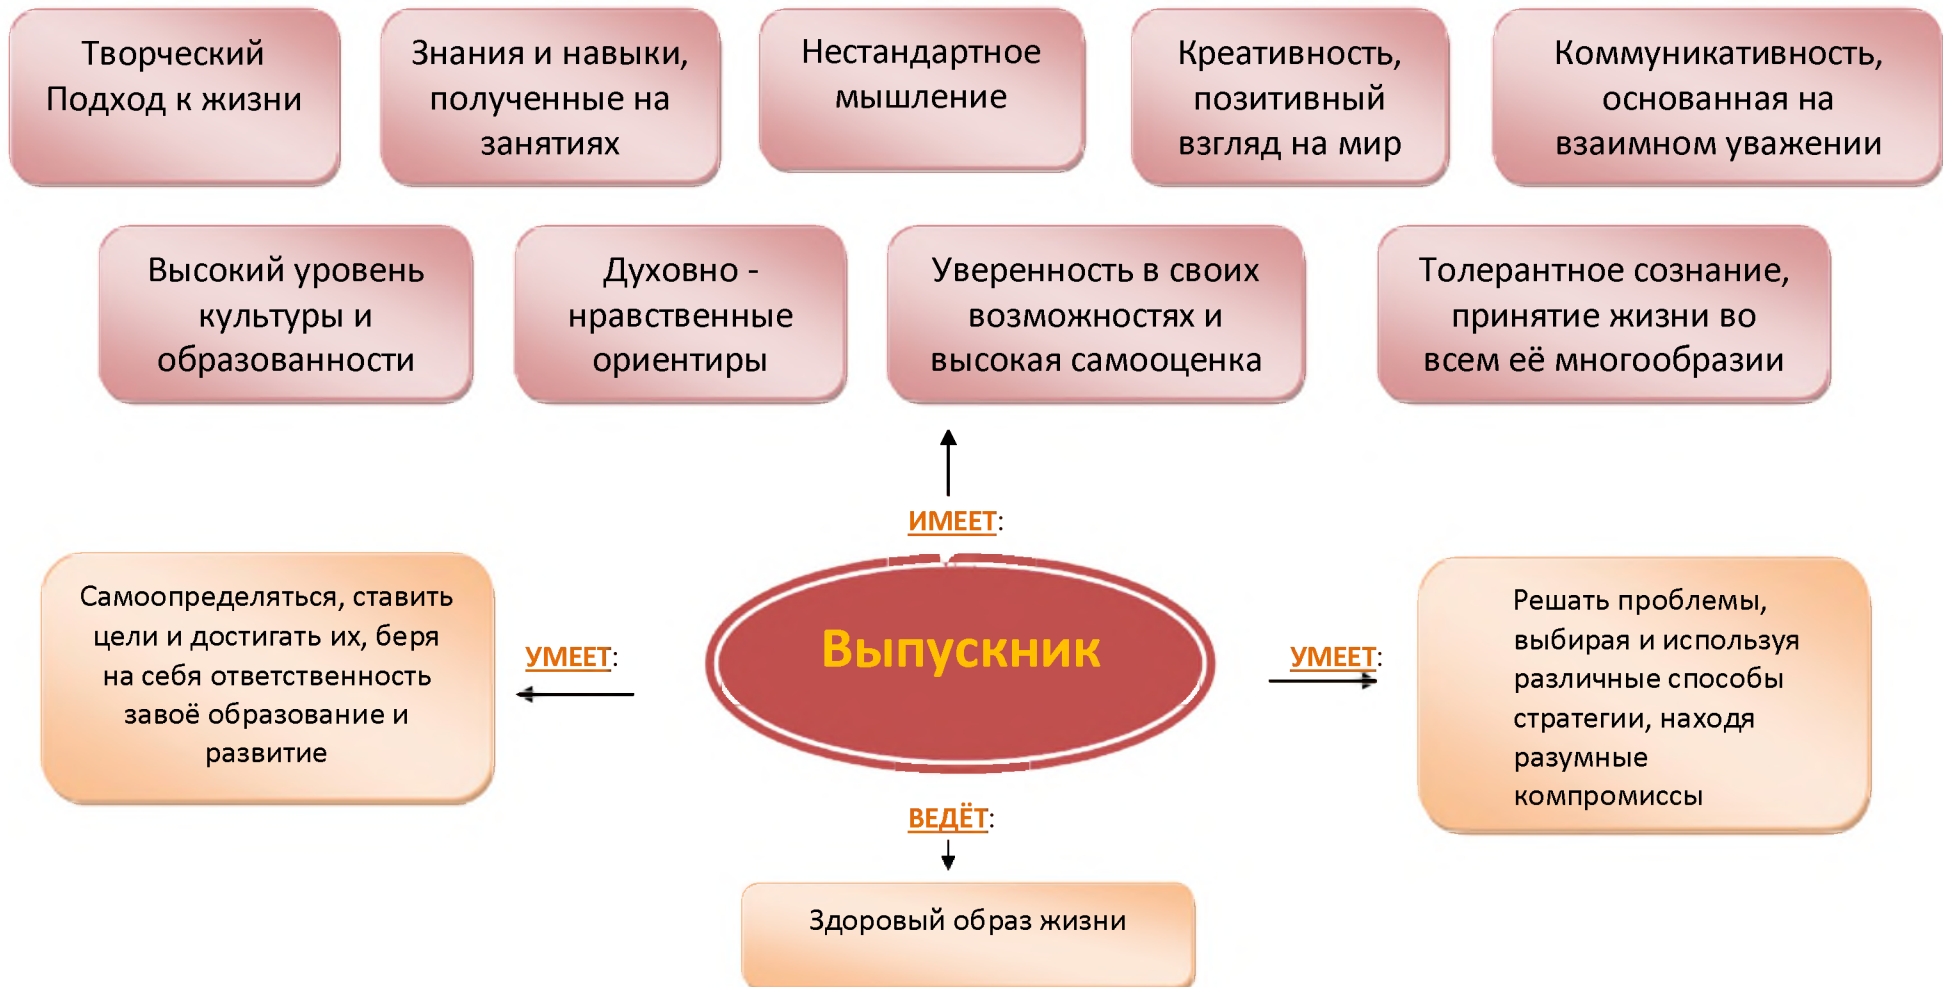 Творческий
Подход к жизни
Знания и навыки,
полученные на
занятиях
Нестандартное
мышление
Креативность,
позитивный
взгляд на мир
Коммуникативность,
основанная на
взаимном уважении
Высокий уровень
культуры и
образованности
Духовно -
нравственные
ориентиры
Уверенность в своих
возможностях и
высокая самооценка
Толерантное сознание,
принятие жизни во
всем её многообразии
ИМЕЕТ:
Самоопределяться, ставить
цели и достигать их, беря
на себя ответственность
завоё образование и
развитие
УМЕЕТ:
Выпускник
УМЕЕТ:
Решать проблемы,
выбирая и используя
различные способы
стратегии, находя
разумные
компромиссы
ВЕДЁТ:
Здоровый образ жизни